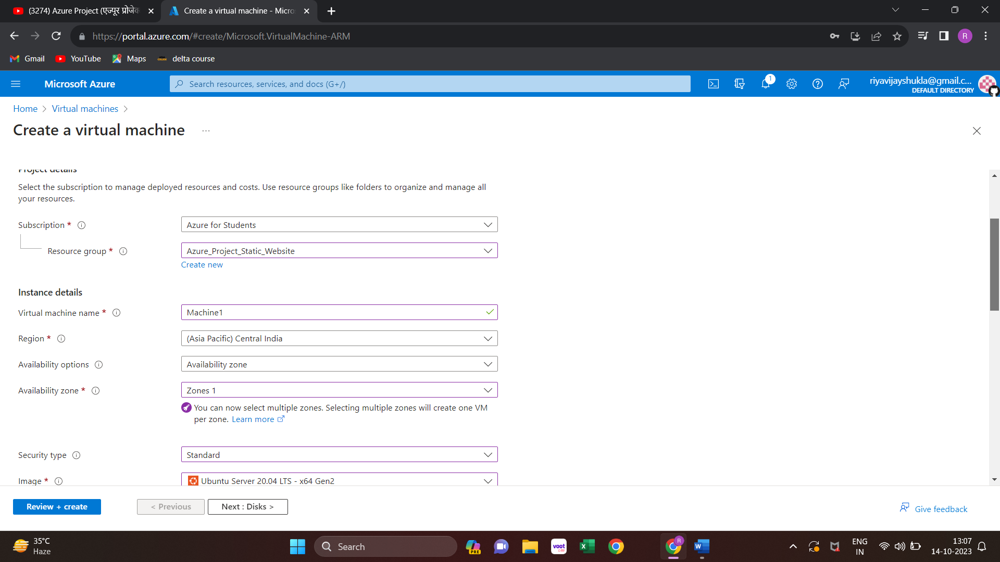 (3274) Azure Project (एज्यूर प्रोजेक
Create a virtual machine - Micro
https://portal.azure.com/#create/Microsoft.VirtualMachine-ARM
R
Gmail
YouTube
Maps
delta course
Microsoft Azure
Search resources, services, and docs (G+/)
1
riyavijayshukla@gmail.c...
DEFAULT DIRECTORY
Home > Virtual machines >
Create a virtual machine ...
Project details
Select the subscription to manage deployed resources and costs. Use resource groups like folders to organize and manage all
your resources.
Subscription *
Azure for Students
Resource group *
Azure_Project_Static_Website
Create new
Instance details
Virtual machine name *
Machine1
Region *
(Asia Pacific) Central India
Availability options
Availability zone
Availability zone *
Zones 1
You can now select multiple zones. Selecting multiple zones will create one VM
per zone. Learn more
Security type
Standard
Image *
Ubuntu Server 20.04 LTS - x64 Gen2
Review + create
< Previous
Next : Disks >
Give feedback
35°C
Haze
Search
PRE
voot
R
ENG
IN
13:07
14-10-2023